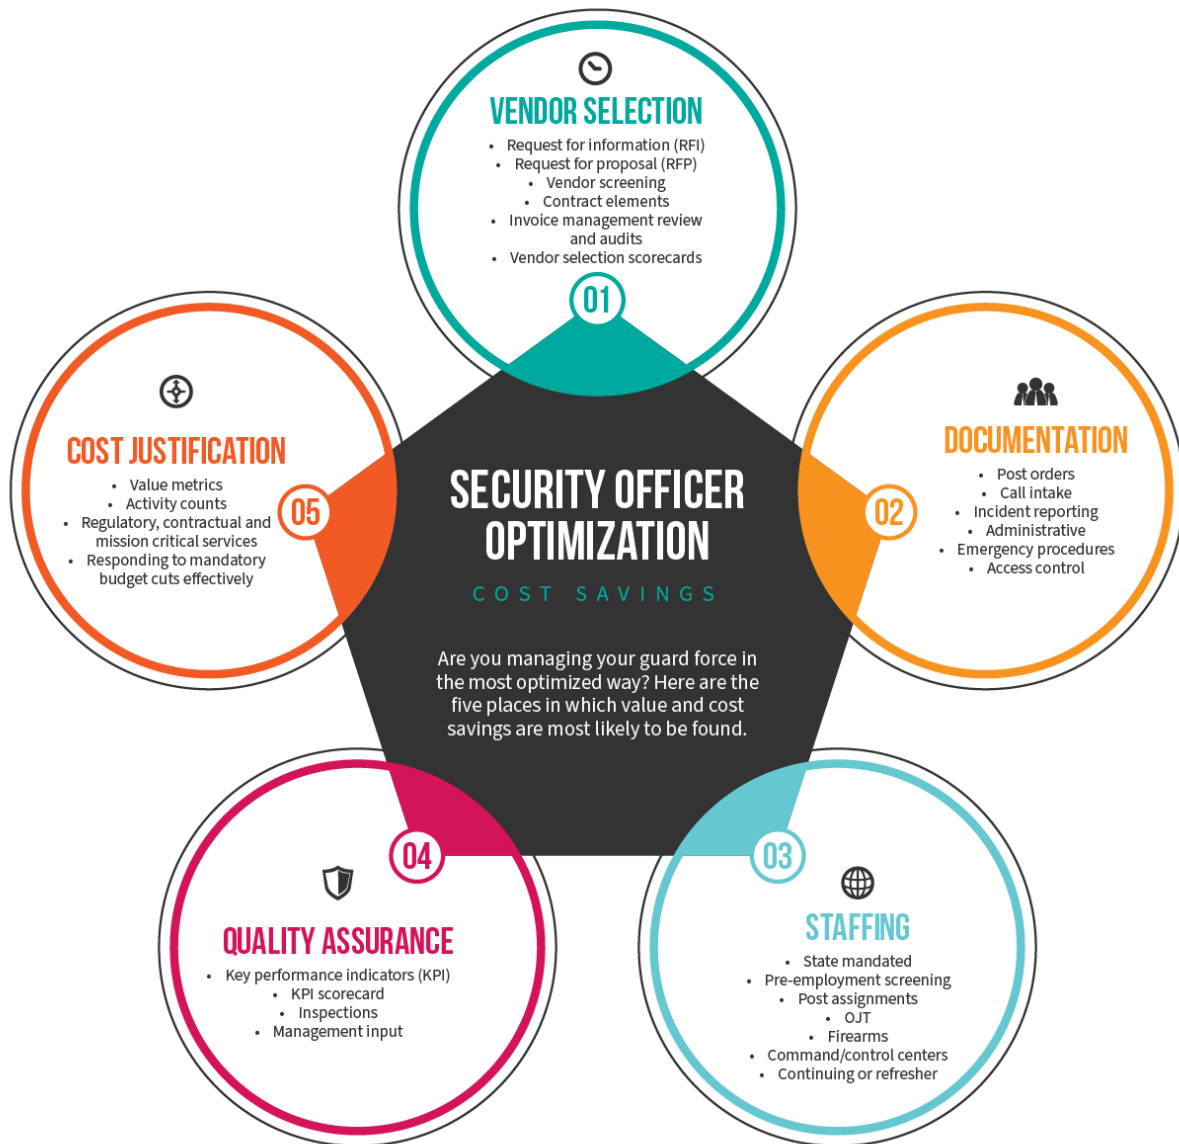 VENDOR SELECTION
• Request for information (RFI)
• Request for proposal (RFP)
• Vendor screening
• Contract elements
• Invoice management review
and audits
• Vendor selection scorecards
01
SECURITY OFFICER
OPTIMIZATION
COST SAVINGS
Are you managing your guard force in
the most optimized way? Here are the
five places in which value and cost
savings are most likely to be found.
DOCUMENTATION
• Post orders
• Call intake
• Incident reporting
• Administrative
• Emergency procedures
• Access control
02
03
STAFFING
• State mandated
• Pre-employment screening
• Post assignments
• OJT
• Firearms
• Command/control centers
• Continuing or refresher
04
QUALITY ASSURANCE
• Key performance indicators (KPI)
• KPI scorecard
• Inspections
• Management input
COST JUSTIFICATION
• Value metrics
• Activity counts
• Regulatory, contractual and
mission critical services
• Responding to mandatory
budget cuts effectively
05